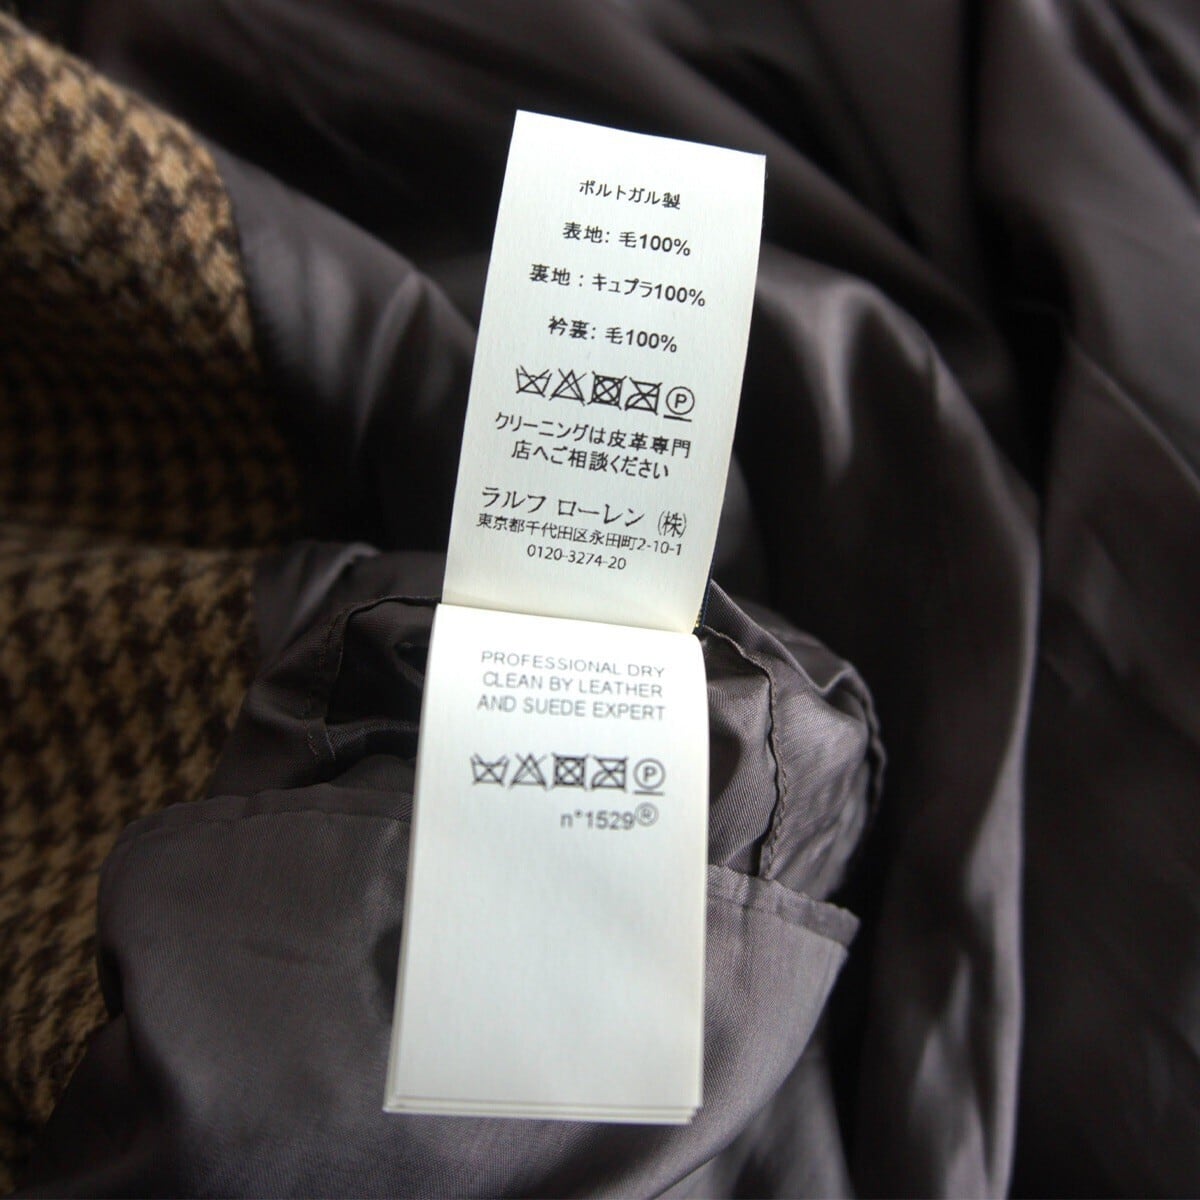 ポルトガル製
表地: 毛100%
裏地 : キュプラ100%
衿裏: 毛100%
P
クリーニングは皮革専門
店へご相談ください
ラルフ ローレン (株)
東京都千代田区永田町2-10-1
0120-3274-20
PROFESSIONAL DRY
CLEAN BY LEATHER
AND SUEDE EXPERT
P
n°1529®